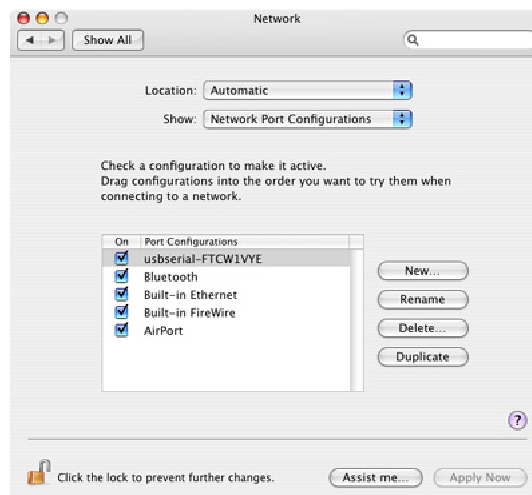 Network
Show All
Location: Automatic
Show: Network Port Configurations
Check a configuration to make it active.
Drag configurations into the order you want to try them when
connecting to a network.
On Port Configurations
usbserial-FTCW1VYE
Bluetooth
Built-in Ethernet
Built-in FireWire
AirPort
New...
Rename
Delete...
Duplicate
?
Click the lock to prevent further changes.
Assist me...
Apply Now